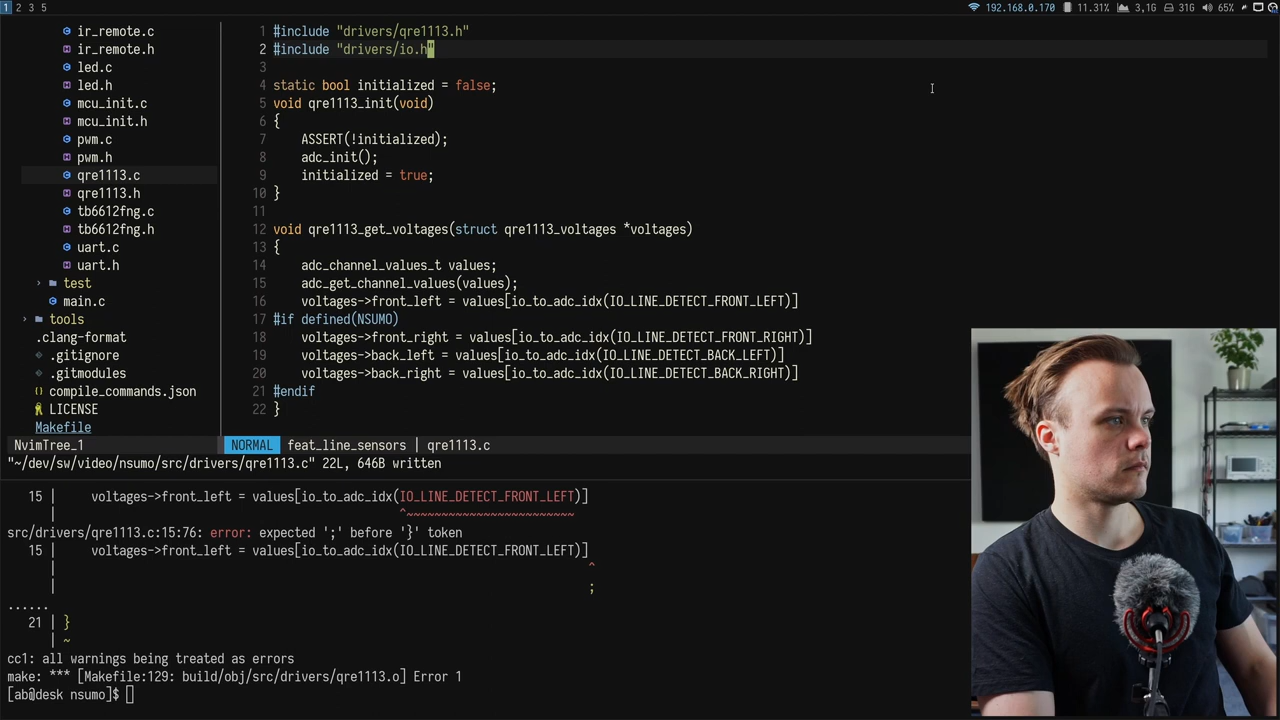 1 2 3 5
192.168.0.170 11.31% 3,1G 31G 65%
ir_remote.c
ir_remote.h
led.c
led.h
mcu_init.c
mcu_init.h
pwm.c
pwm.h
qre1113.c
qre1113.h
tb6612fng.c
tb6612fng.h
uart.c
uart.h
test
main.c
tools
.clang-format
.gitignore
.gitmodules
compile_commands.json
LICENSE
Makefile
NvimTree_1
1 #include "drivers/qre1113.h"
2 #include "drivers/io.h"
3
4 static bool initialized = false;
5 void qre1113_init(void)
6 {
7     ASSERT(!initialized);
8     adc_init();
9     initialized = true;
10 }
11
12 void qre1113_get_voltages(struct qre1113_voltages *voltages)
13 {
14     adc_channel_values_t values;
15     adc_get_channel_values(values);
16     voltages->front_left = values[io_to_adc_idx(IO_LINE_DETECT_FRONT_LEFT)]
17 #if defined(NSUMO)
18     voltages->front_right = values[io_to_adc_idx(IO_LINE_DETECT_FRONT_RIGHT)]
19     voltages->back_left = values[io_to_adc_idx(IO_LINE_DETECT_BACK_LEFT)]
20     voltages->back_right = values[io_to_adc_idx(IO_LINE_DETECT_BACK_RIGHT)]
21 #endif
22 }
NORMAL feat_line_sensors | qre1113.c
"~/dev/sw/video/nsumo/src/drivers/qre1113.c" 22L, 646B written
15 |     voltages->front_left = values[io_to_adc_idx(IO_LINE_DETECT_FRONT_LEFT)]
|                                                 ^~~~~~~~~~~~~~~~~~~~~~~~~
src/drivers/qre1113.c:15:76: error: expected ';' before '}' token
15 |     voltages->front_left = values[io_to_adc_idx(IO_LINE_DETECT_FRONT_LEFT)]
|                                                                            ^
|                                                                            ;
......
21 | }
| ~
cc1: all warnings being treated as errors
make: *** [Makefile:129: build/obj/src/drivers/qre1113.o] Error 1
[ab@desk nsumo]$